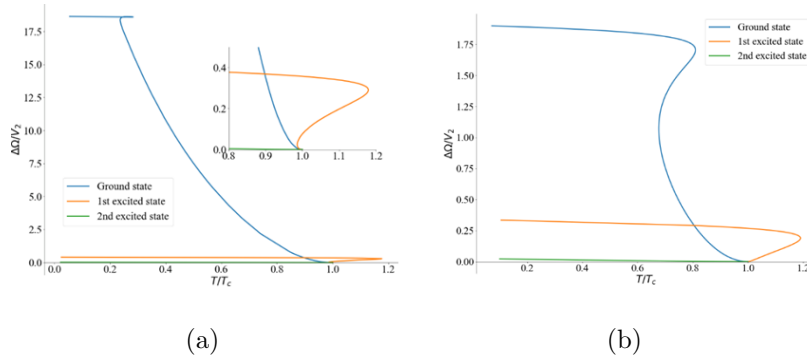 17.5
15.0
12.5
10.0
7.5
5.0
2.5
0.0
ΔΩ/V₂
0.0 0.2 0.4 0.6 0.8 1.0 1.2
T/Tc
Ground state
1st excited state
2nd excited state
0.4
0.2
0.0
0.8 0.9 1.0 1.1 1.2
(a)
1.75
1.50
1.25
1.00
0.75
0.50
0.25
0.00
ΔΩ/V₂
0.2 0.4 0.6 0.8 1.0 1.2
T/Tc
Ground state
1st excited state
2nd excited state
(b)